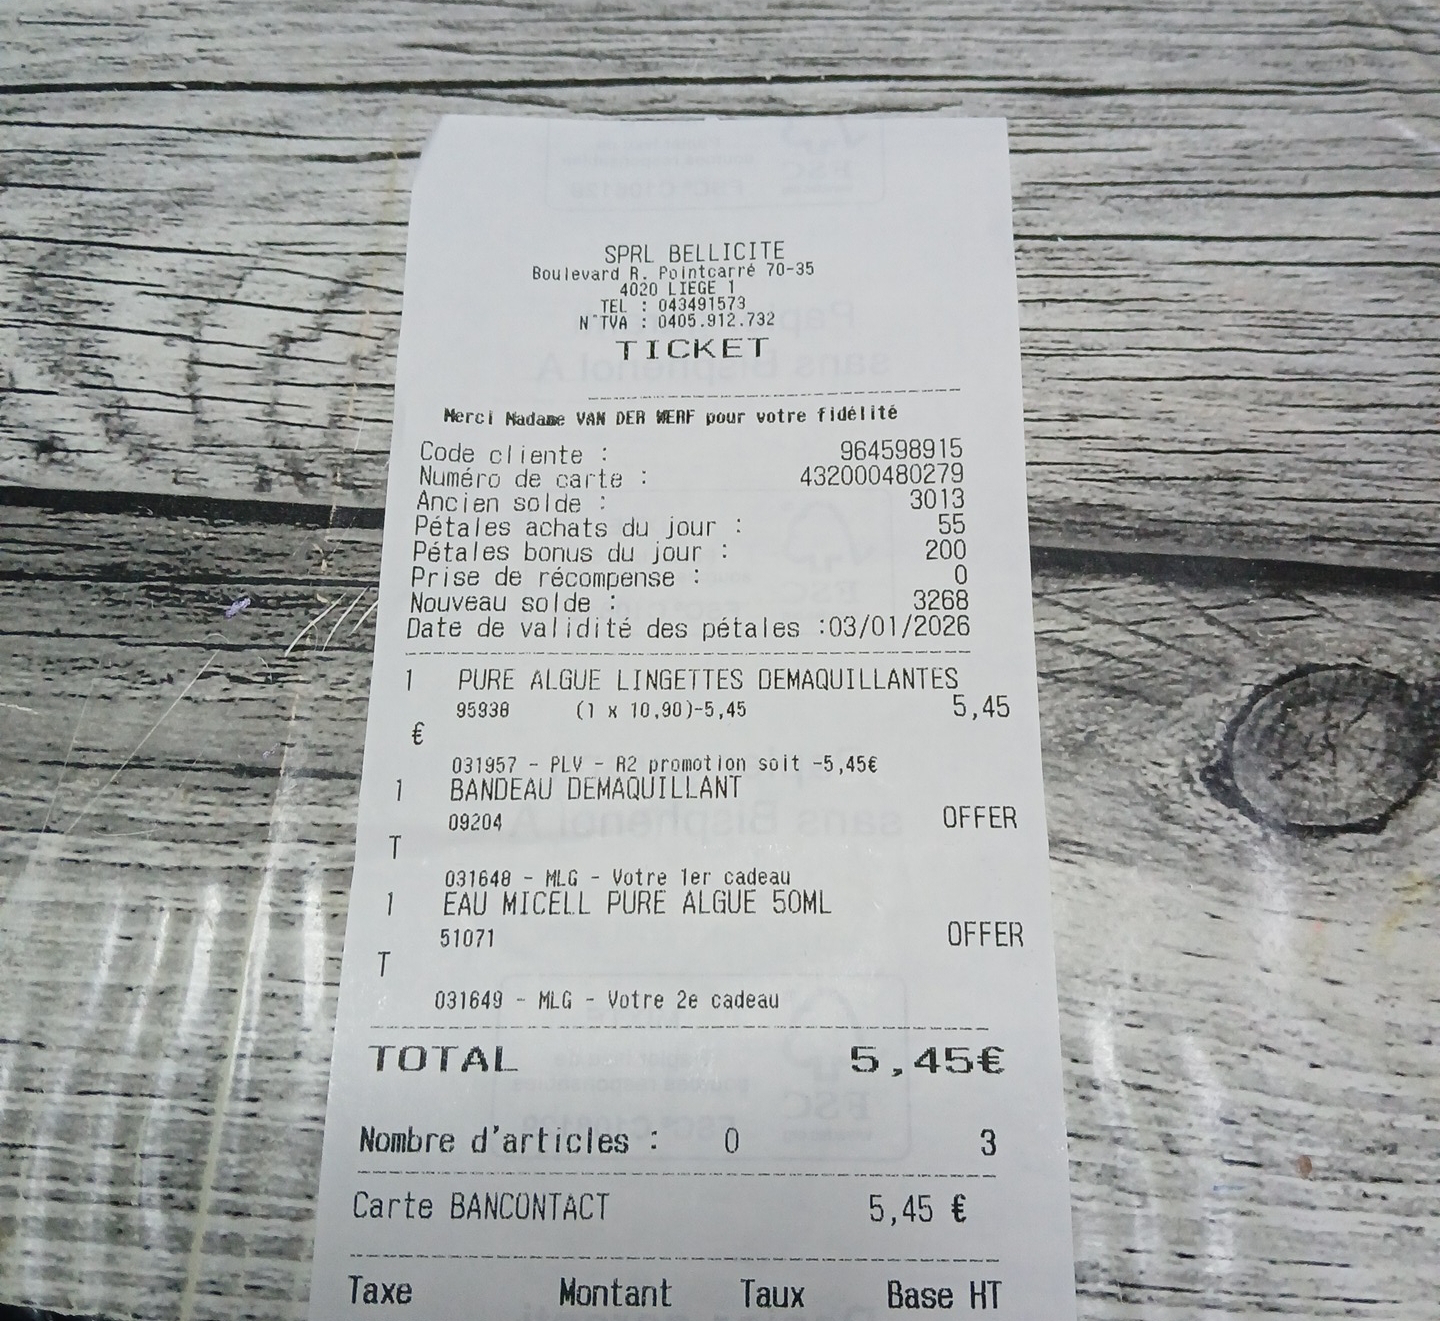 SPRL BELLICITE
Boulevard R. Pointcarré 70-35
4020 LIEGE 1
TEL : 043491573
N°TVA : 0405.912.732
TICKET
Merci Madame VAN DER WERF pour votre fidélité
Code cliente : 964598915
Numéro de carte : 432000480279
Ancien solde : 3013
Pétales achats du jour : 55
Pétales bonus du jour : 200
Prise de récompense : 0
Nouveau solde : 3268
Date de validité des pétales :03/01/2026
1 PURE ALGUE LINGETTES DEMAQUILLANTES
95938 (1 x 10,90)-5,45 5,45
€
031957 - PLV - R2 promotion soit -5,45€
1 BANDEAU DEMAQUILLANT
09204 OFFER
T
031648 - MLG - Votre 1er cadeau
1 EAU MICELL PURE ALGUE 50ML
51071 OFFER
T
031649 - MLG - Votre 2e cadeau
TOTAL 5,45€
Nombre d'articles : 0 3
Carte BANCONTACT 5,45 €
Taxe Montant Taux Base HT